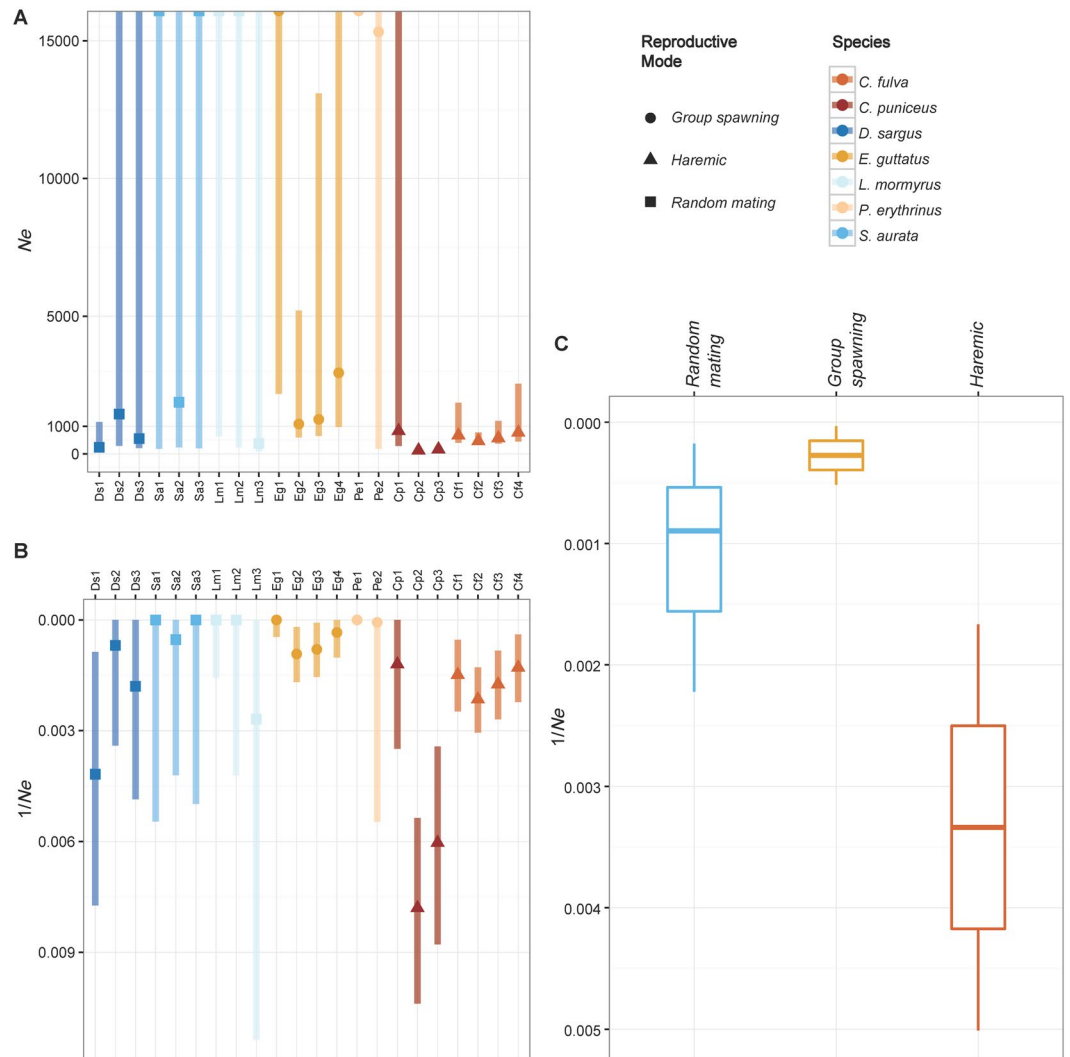 A
15000
10000
5000
1000
0
Ne
Ds1 Ds2 Ds3 Sa1 Sa2 Sa3 Lm1 Lm2 Lm3 Eg1 Eg2 Eg3 Eg4 Pe1 Pe2 Cp1 Cp2 Cp3 Cf1 Cf2 Cf3 Cf4
Reproductive
Mode
Group spawning
Haremic
Random mating
Species
C. fulva
C. puniceus
D. sargus
E. guttatus
L. mormyrus
P. erythrinus
S. aurata
B
Ds1 Ds2 Ds3 Sa1 Sa2 Sa3 Lm1 Lm2 Lm3 Eg1 Eg2 Eg3 Eg4 Pe1 Pe2 Cp1 Cp2 Cp3 Cf1 Cf2 Cf3 Cf4
0.000
0.003
0.006
0.009
1/Ne
C
Random
mating
Group
spawning
Haremic
0.000
0.001
0.002
0.003
0.004
0.005
1/Ne